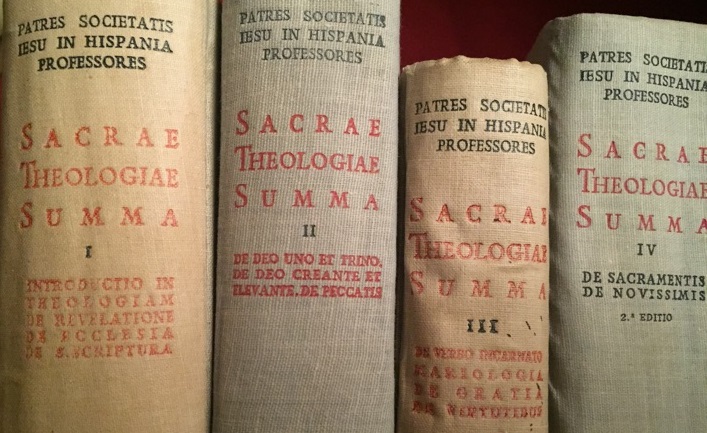 PATRES SOCIETATIS
IESU IN HISPANIA
PROFESSORES
SACRAE
THEOLOGIAE
SUMMA
I
INTRODUCTIO IN
THEOLOGIAM
DE REVELATIONE
DE ECCLESIA
DE S. SCRIPTURA
PATRES SOCIETATIS
IESU IN HISPANIA
PROFESSORES
SACRAE
THEOLOGIAE
SUMMA
II
DE DEO UNO ET TRINO,
DE DEO CREANTE ET
ELEVANTE, DE PECCATIS
PATRES SOCIETATIS
IESU IN HISPANIA
PROFESSORES
SACRAE
THEOLOGIAE
SUMMA
III
DE VERBO INCARNATO
MARIOLOGIA
DE GRATIA
DE VIRTUTIBUS
PATRES SOCIETATIS
IESU IN HISPANIA
PROFESSORES
SACRAE
THEOLOGIAE
SUMMA
IV
DE SACRAMENTIS
DE NOVISSIMIS
2.ª EDITIO